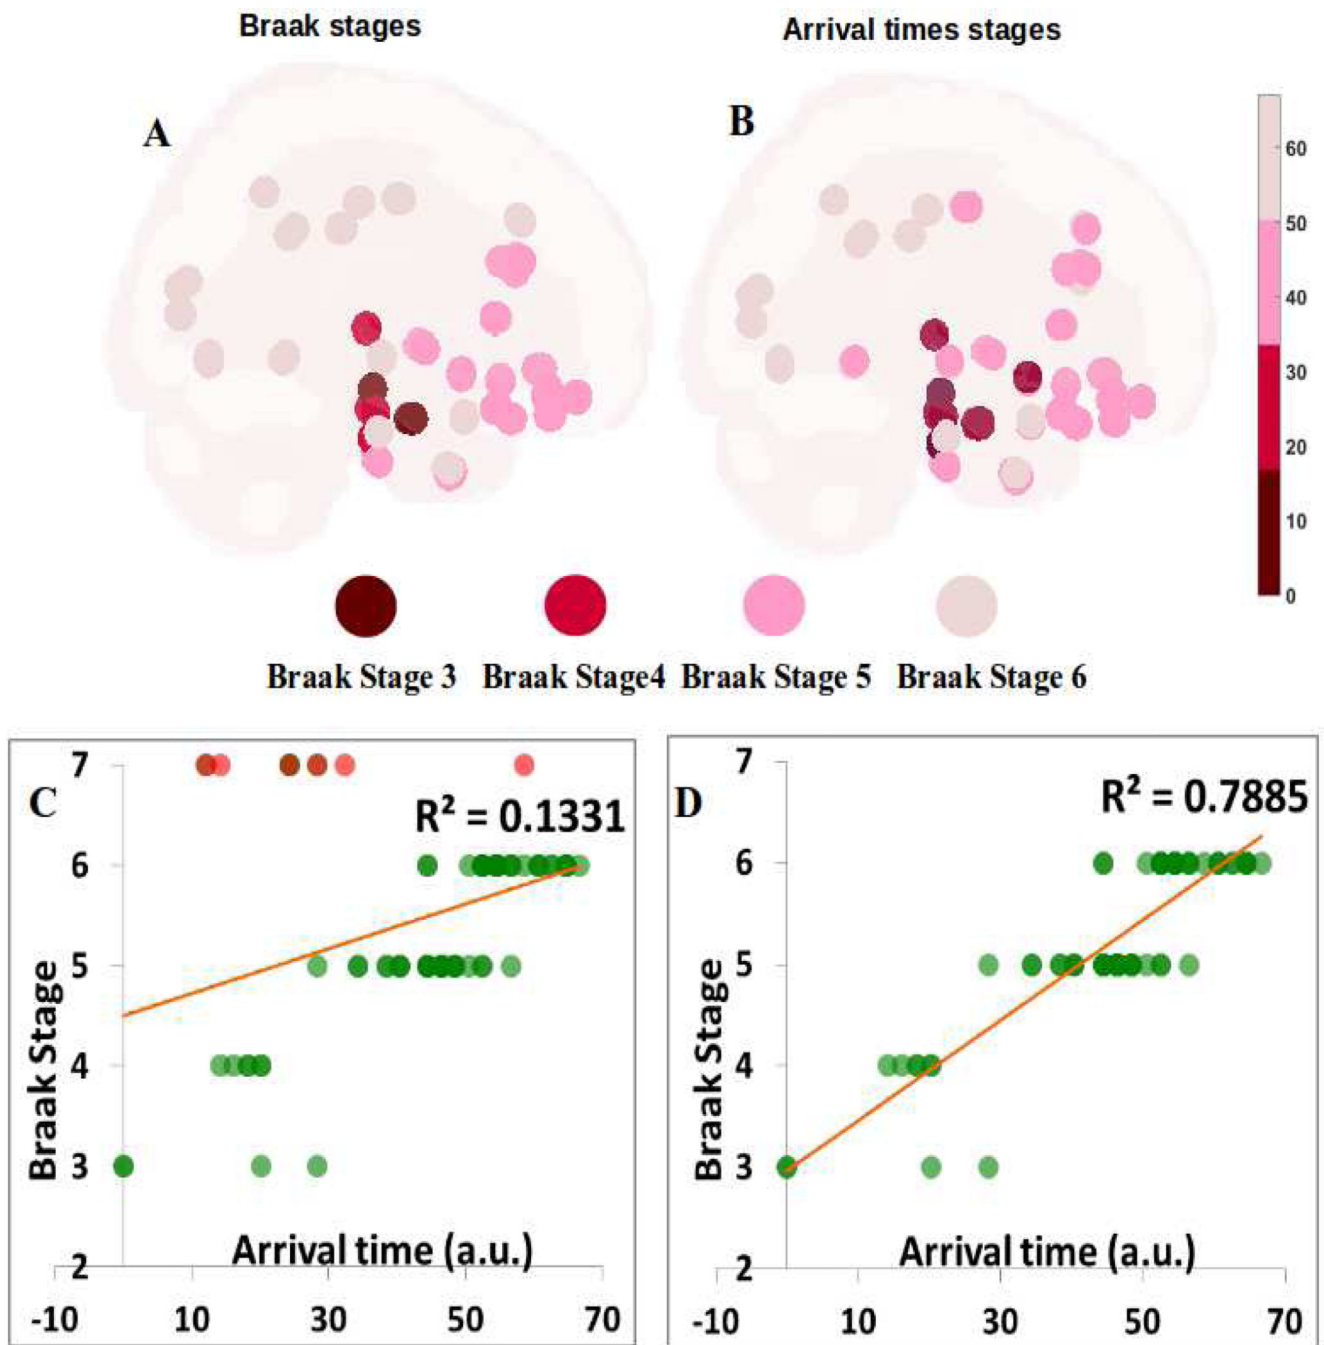 Braak stages
Arrival times stages
A
B
60
50
40
30
20
10
0
Braak Stage 3
Braak Stage4
Braak Stage 5
Braak Stage 6
C
R² = 0.1331
7
6
5
4
3
2
Braak Stage
Arrival time (a.u.)
-10
10
30
50
70
D
R² = 0.7885
7
6
5
4
3
2
Braak Stage
Arrival time (a.u.)
-10
10
30
50
70